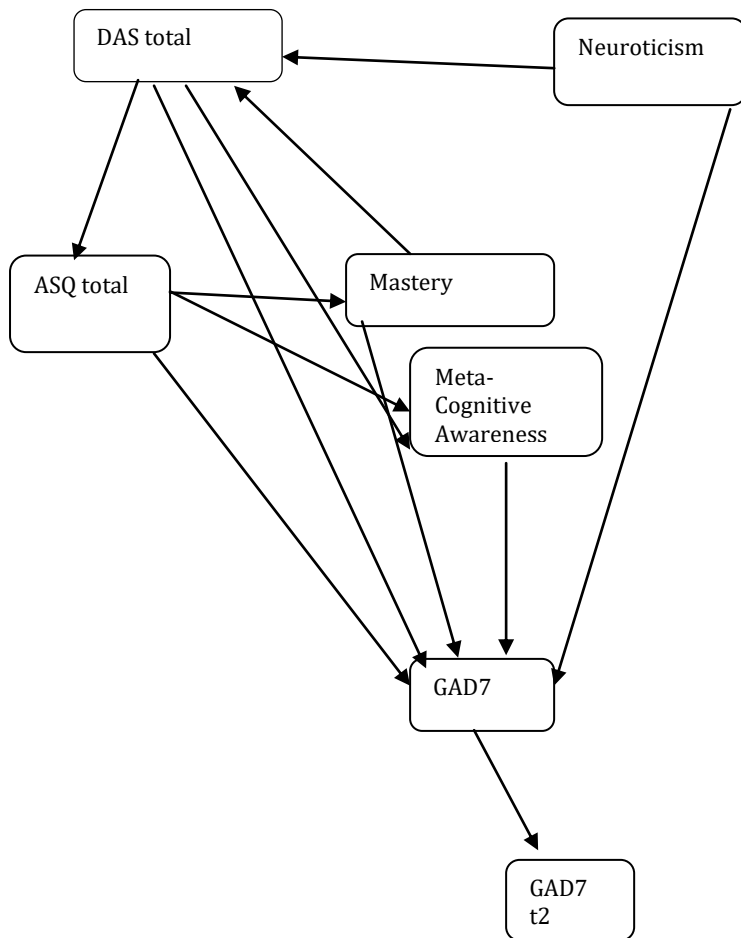 DAS total
Neuroticism
ASQ total
Mastery
Meta-
Cognitive
Awareness
GAD7
GAD7
t2